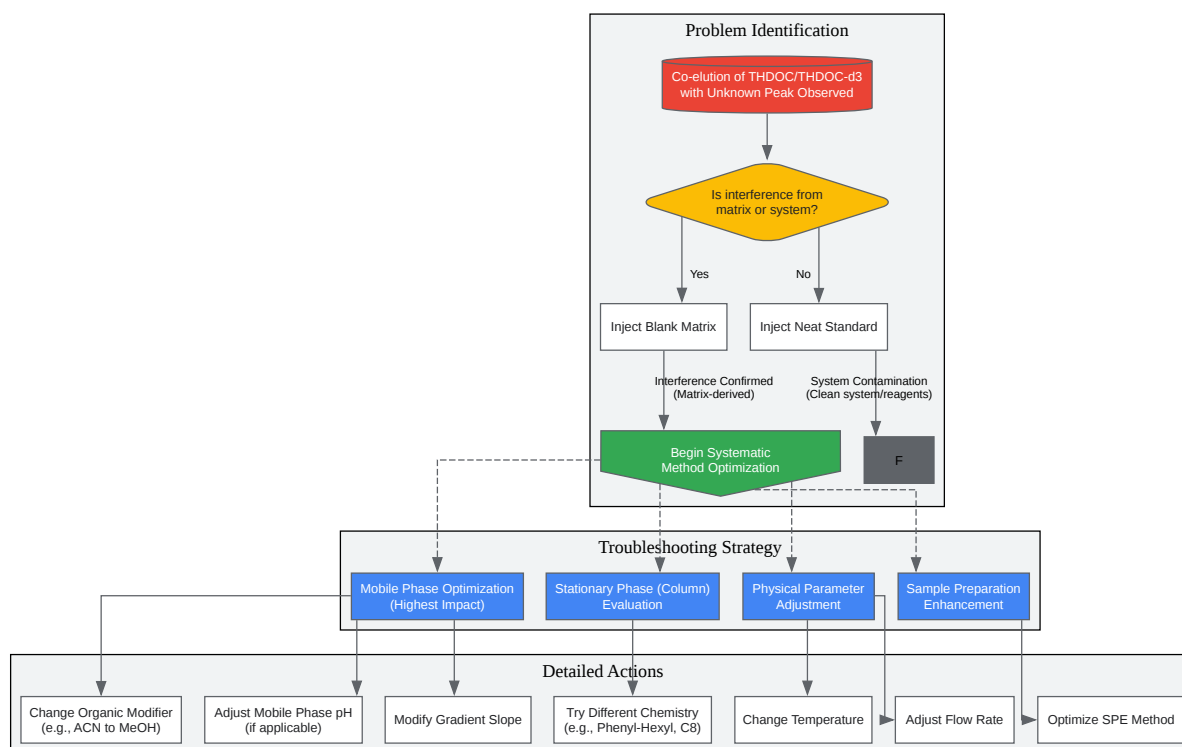 Problem Identification
Co-elution of THDOC/THDOC-d3
with Unknown Peak Observed
Is interference from
matrix or system?
Yes
No
Inject Blank Matrix
Inject Neat Standard
Interference Confirmed
(Matrix-derived)
System Contamination
(Clean system/reagents)
Begin Systematic
Method Optimization
F
Troubleshooting Strategy
Mobile Phase Optimization
(Highest Impact)
Stationary Phase (Column)
Evaluation
Physical Parameter
Adjustment
Sample Preparation
Enhancement
Detailed Actions
Change Organic Modifier
(e.g., ACN to MeOH)
Adjust Mobile Phase pH
(if applicable)
Modify Gradient Slope
Try Different Chemistry
(e.g., Phenyl-Hexyl, C8)
Change Temperature
Adjust Flow Rate
Optimize SPE Method